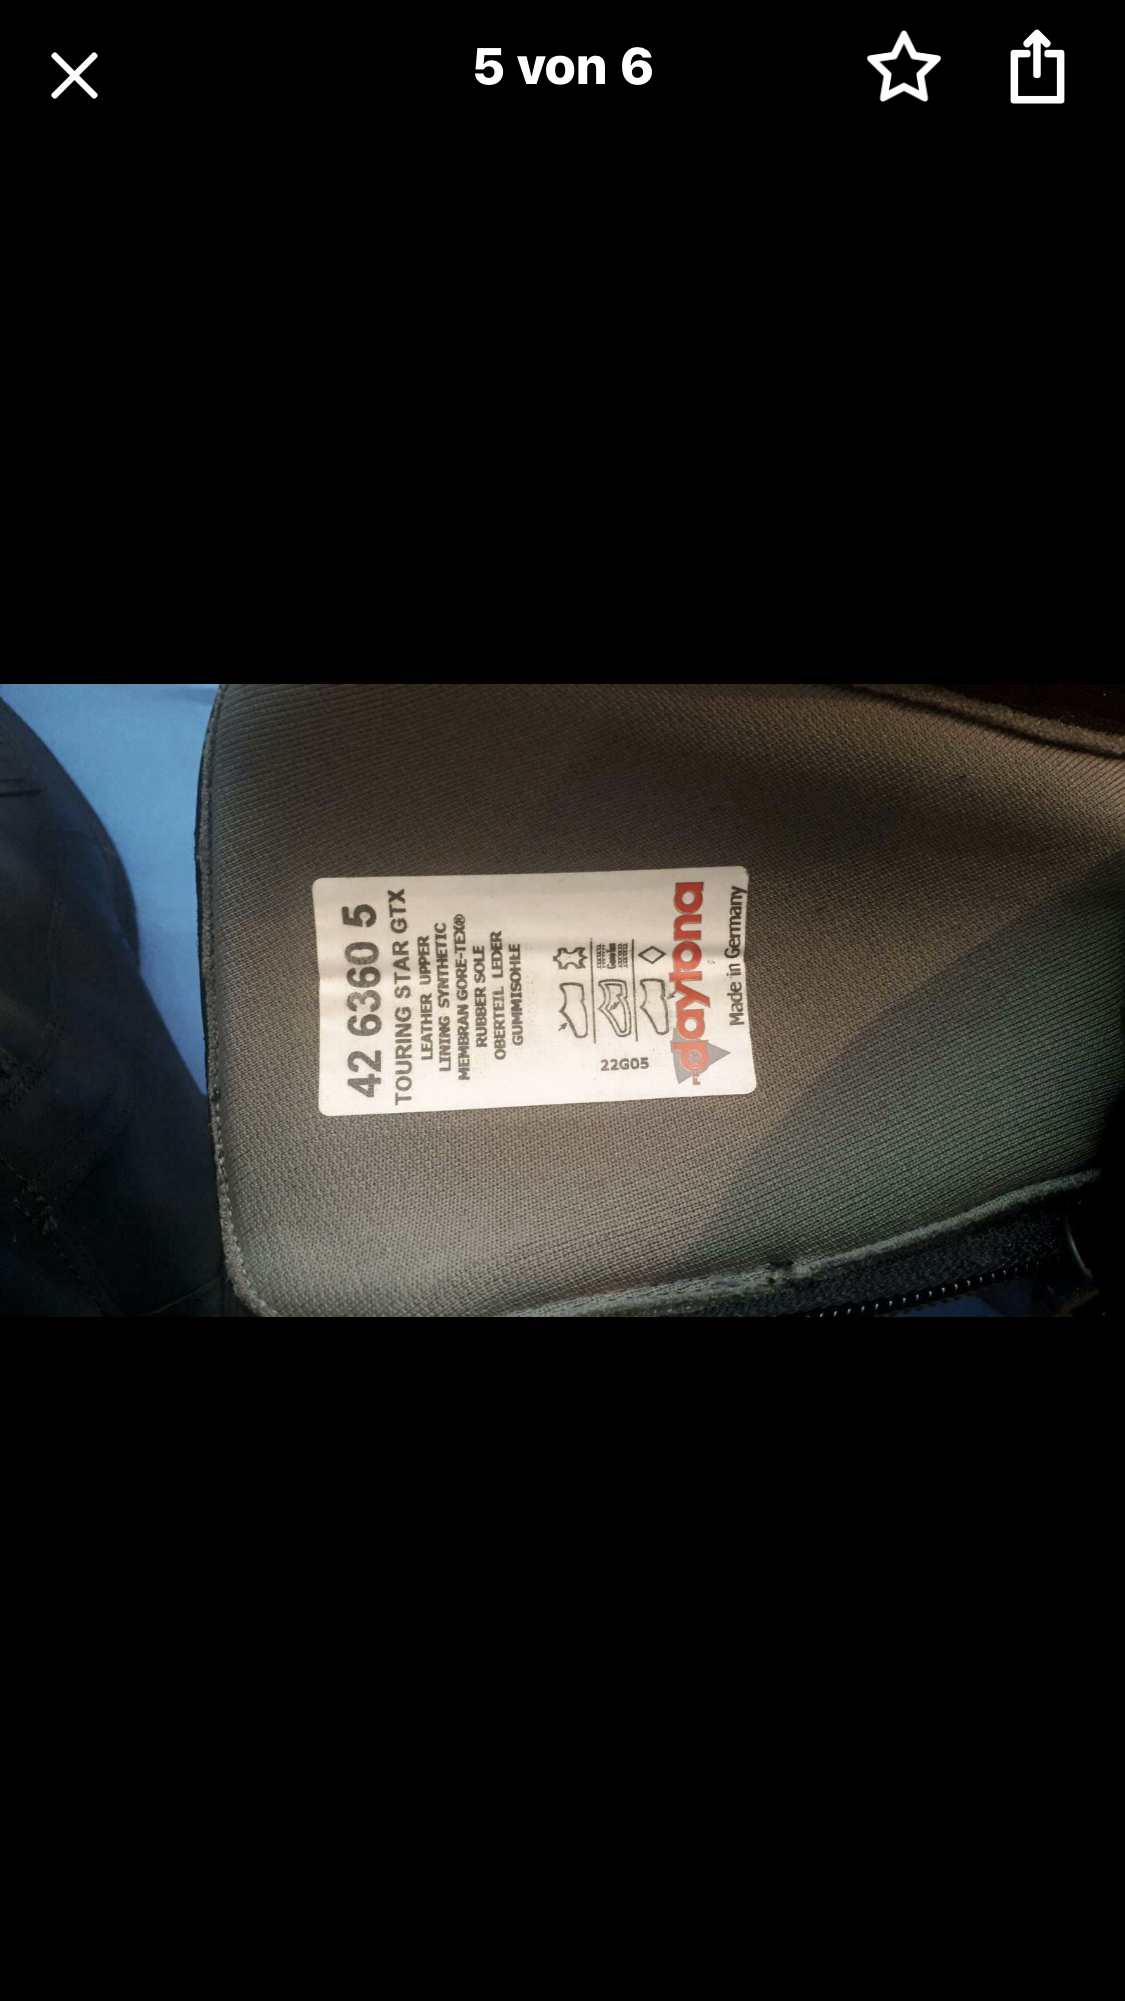 5 von 6
42 6360 5
TOURING STAR GTX
LEATHER UPPER
LINING SYNTHETIC
MEMBRAN GORE-TEX®
RUBBER SOLE
OBERTEIL LEDER
GUMMISOHLE
22G05
daytona
Made in Germany